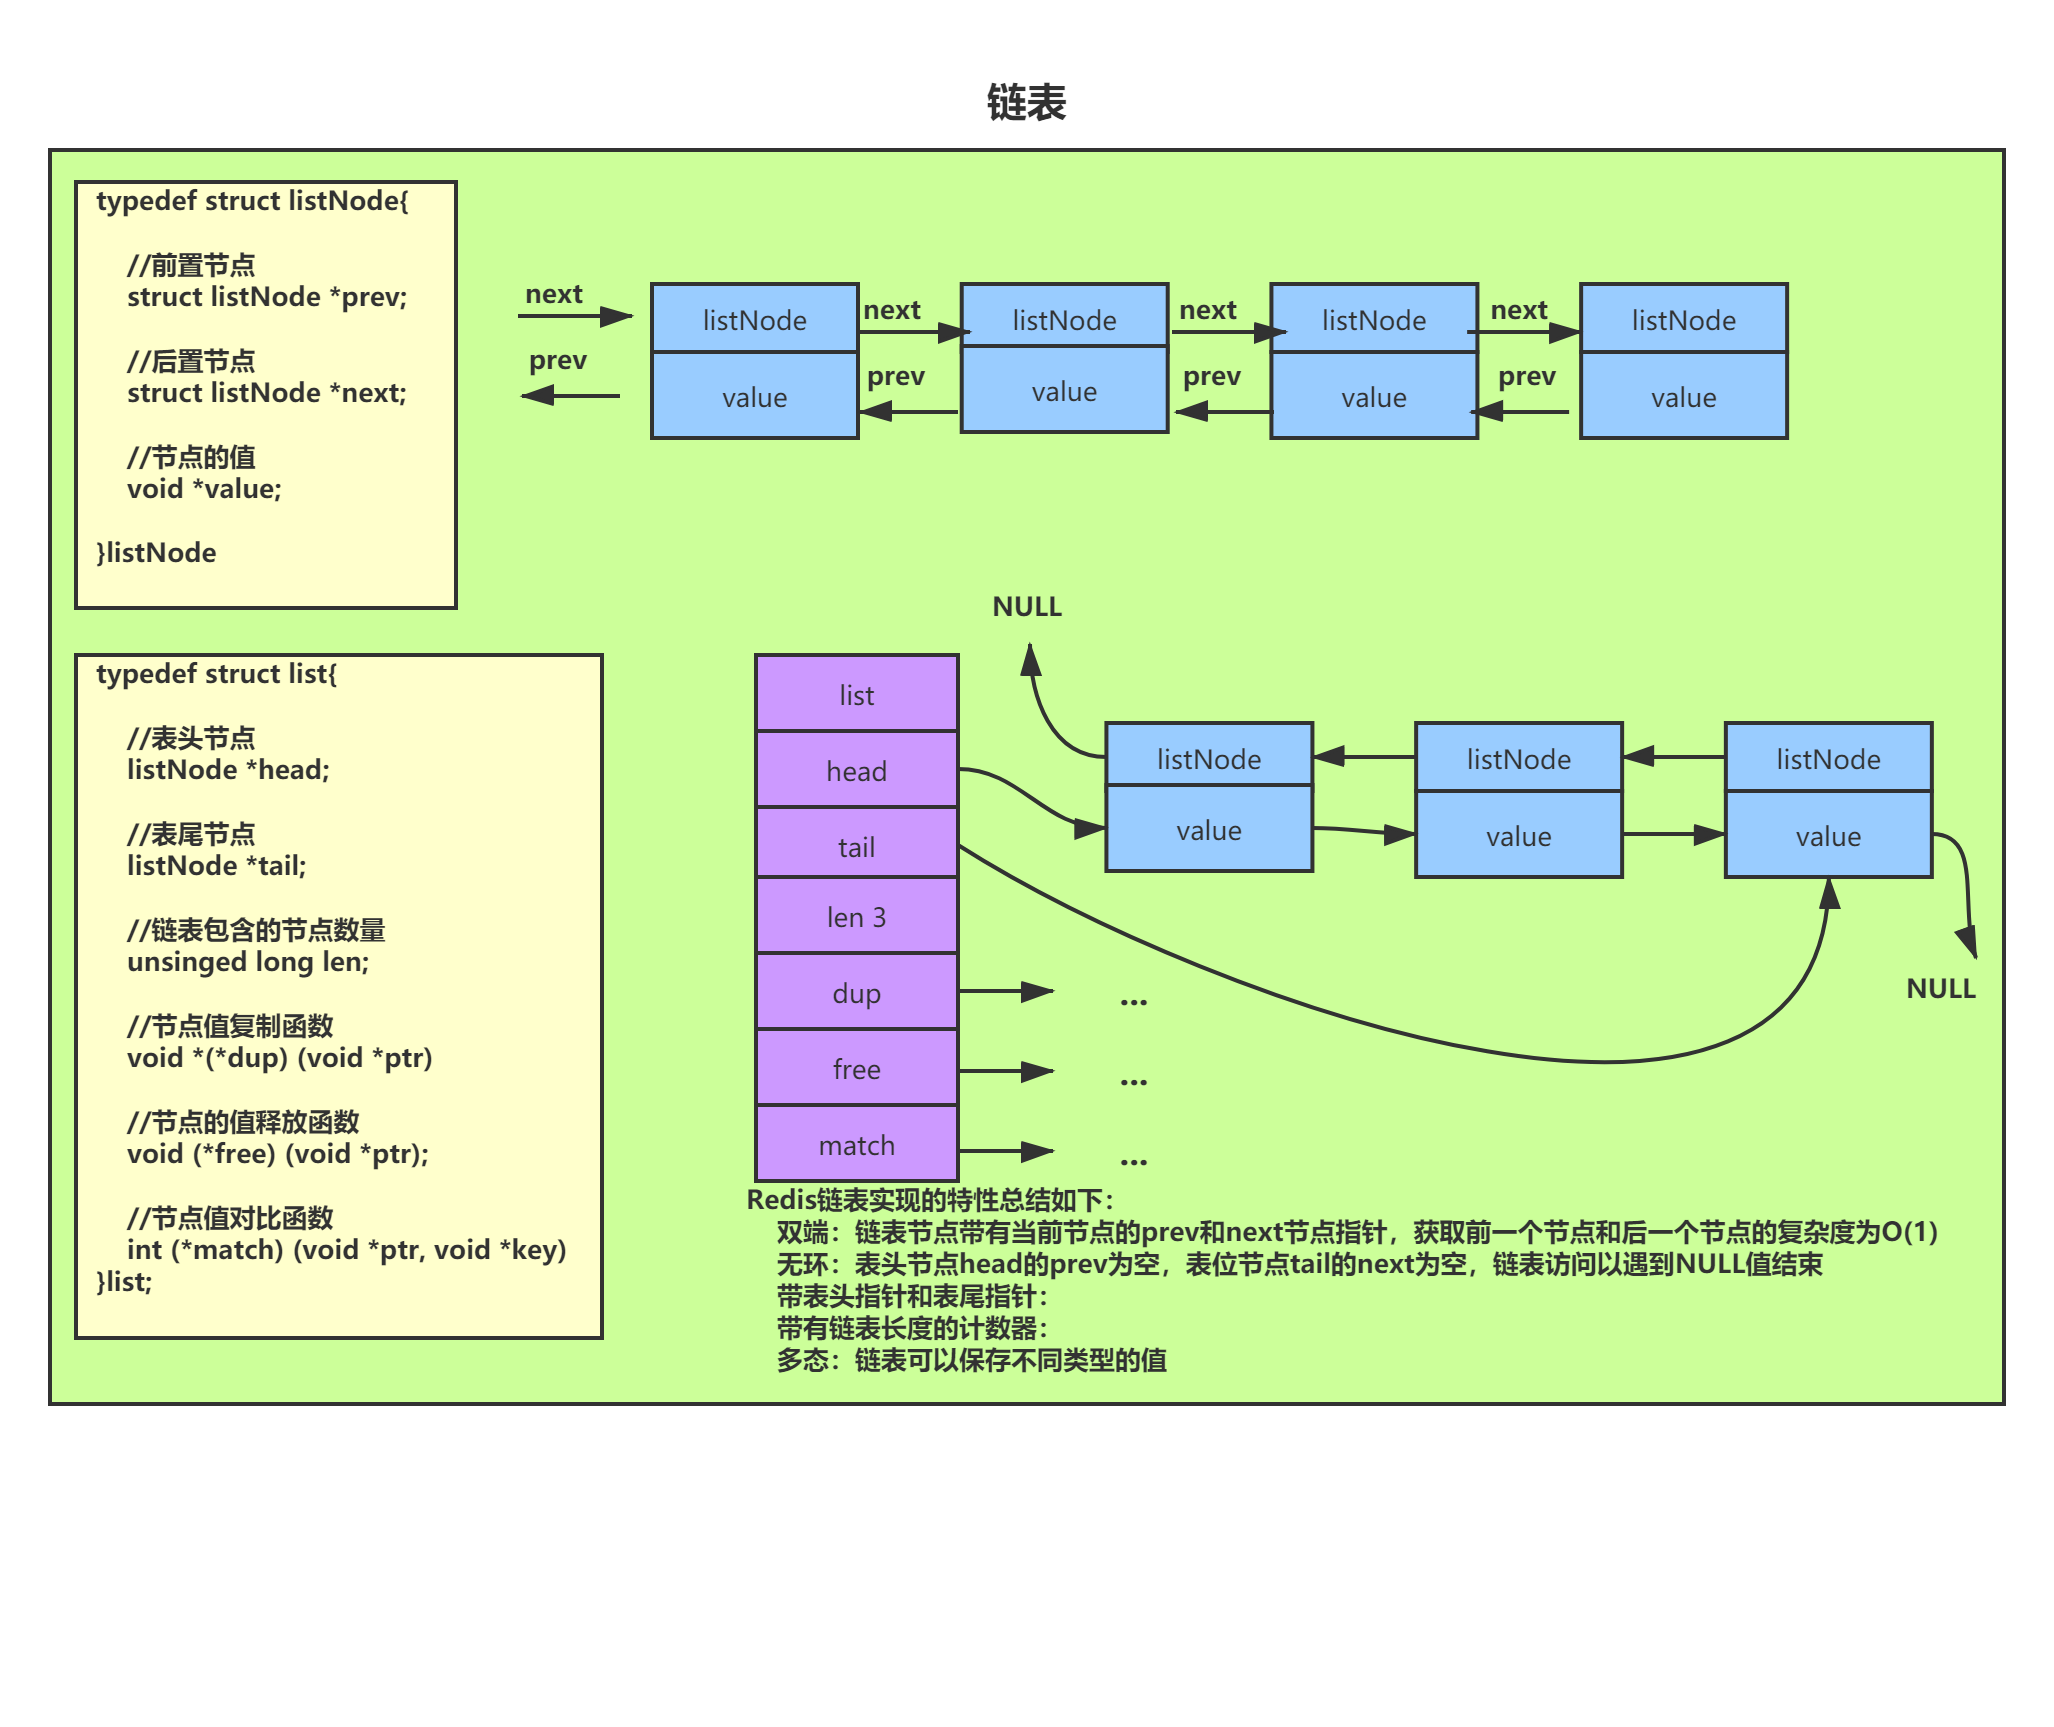 链表
typedef struct listNode{
//前置节点
struct listNode *prev;
//后置节点
struct listNode *next;
//节点的值
void *value;
}listNode
next
prev
listNode
value
next
prev
listNode
value
next
prev
listNode
value
next
prev
listNode
value
typedef struct list{
//表头节点
listNode *head;
//表尾节点
listNode *tail;
//链表包含的节点数量
unsinged long len;
//节点值复制函数
void *(*dup) (void *ptr)
//节点的值释放函数
void (*free) (void *ptr);
//节点值对比函数
int (*match) (void *ptr, void *key)
}list;
NULL
list
head
tail
len 3
dup
free
match
...
...
...
listNode
value
listNode
value
listNode
value
NULL
Redis链表实现的特性总结如下：
双端：链表节点带有当前节点的prev和next节点指针，获取前一个节点和后一个节点的复杂度为O(1)
无环：表头节点head的prev为空，表位节点tail的next为空，链表访问以遇到NULL值结束
带表头指针和表尾指针：
带有链表长度的计数器：
多态：链表可以保存不同类型的值